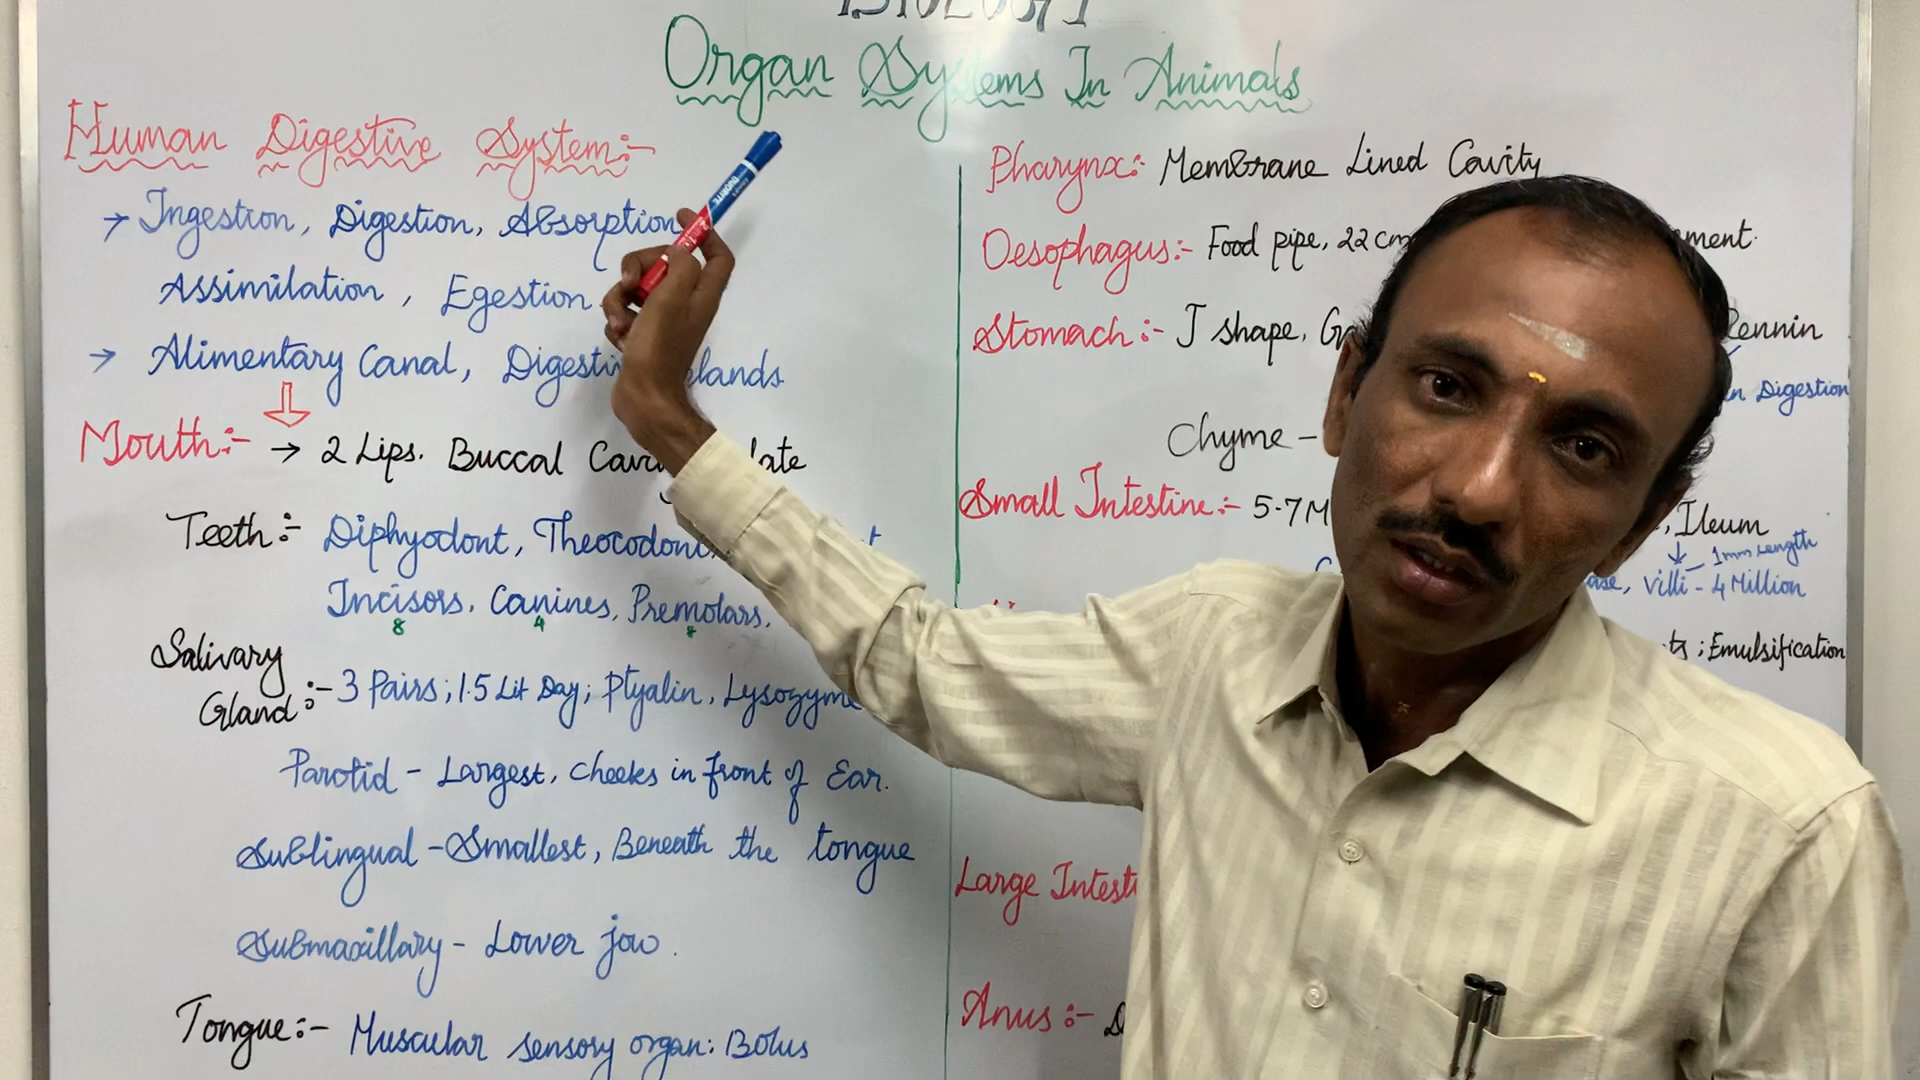 Organ Systems In Animals
Human Digestive System:-
→ Ingestion, Digestion, Absorption
Assimilation, Egestion
→ Alimentary Canal, Digestive glands
Mouth:- → 2 Lips. Buccal
Teeth:- Diphyodont,
Incisors, Canines, Premolars,
8 4 8
Salivary
Gland:- 3 Pairs; 1.5 Lit Day; Ptyalin, Lysozyme
Parotid - Largest, cheeks in front of Ear.
Sublingual - Smallest, Beneath the tongue
Submaxillary - Lower jaw.
Tongue:- Muscular sensory organ: Bolus
Pharynx:- Membrane Lined Cavity
Oesophagus:- Food pipe, 22 cm
Stomach:- J shape, Rennin
Digestion
Chyme -
Small Intestine:- 5-7 M , Ileum
1mm Length
Villi - 4 Million
; Emulsification
Large
Anus:-